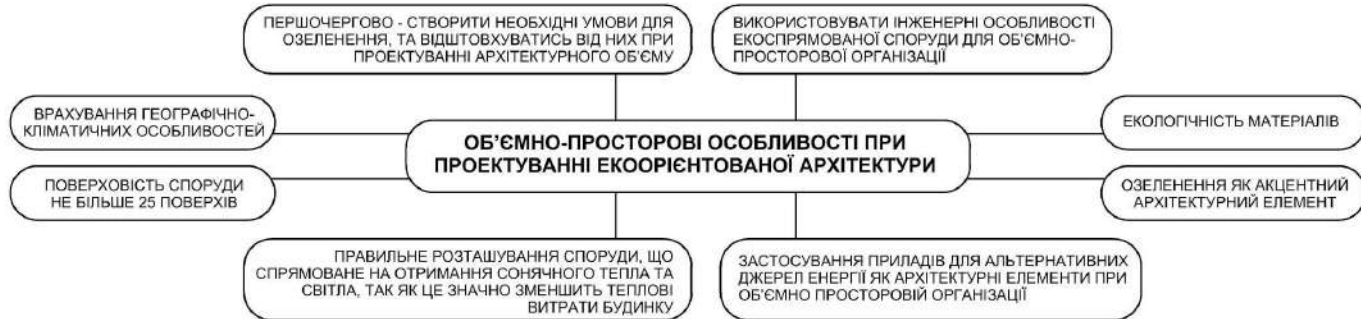 ПЕРШОЧЕРГОВО - СТВОРИТИ НЕОБХІДНІ УМОВИ ДЛЯ
ОЗЕЛЕНЕННЯ, ТА ВІДШТОВХУВАТИСЬ ВІД НИХ ПРИ
ПРОЕКТУВАННІ АРХІТЕКТУРНОГО ОБ'ЄМУ
ВИКОРИСТОВУВАТИ ІНЖЕНЕРНІ ОСОБЛИВОСТІ
ЕКОСПРЯМОВАНОЇ СПОРУДИ ДЛЯ ОБ'ЄМНО-
ПРОСТОРОВОЇ ОРГАНІЗАЦІЇ
ВРАХУВАННЯ ГЕОГРАФІЧНО-
КЛІМАТИЧНИХ ОСОБЛИВОСТЕЙ
ОБ'ЄМНО-ПРОСТОРОВІ ОСОБЛИВОСТІ ПРИ
ПРОЕКТУВАННІ ЕКООРІЄНТОВАНОЇ АРХІТЕКТУРИ
ЕКОЛОГІЧНІСТЬ МАТЕРІАЛІВ
ПОВЕРХОВІСТЬ СПОРУДИ
НЕ БІЛЬШЕ 25 ПОВЕРХІВ
ОЗЕЛЕНЕННЯ ЯК АКЦЕНТНИЙ
АРХІТЕКТУРНИЙ ЕЛЕМЕНТ
ПРАВИЛЬНЕ РОЗТАШУВАННЯ СПОРУДИ, ЩО
СПРЯМОВАНЕ НА ОТРИМАННЯ СОНЯЧНОГО ТЕПЛА ТА
СВІТЛА, ТАК ЯК ЦЕ ЗНАЧНО ЗМЕНШИТЬ ТЕПЛОВІ
ВИТРАТИ БУДИНКУ
ЗАСТОСУВАННЯ ПРИЛАДІВ ДЛЯ АЛЬТЕРНАТИВНИХ
ДЖЕРЕЛ ЕНЕРГІЇ ЯК АРХІТЕКТУРНІ ЕЛЕМЕНТИ ПРИ
ОБ'ЄМНО ПРОСТОРОВІЙ ОРГАНІЗАЦІЇ